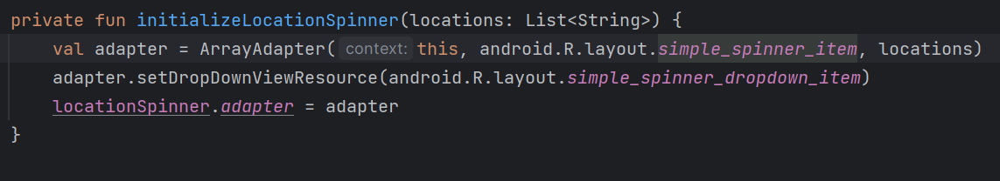 private fun initializeLocationSpinner(locations: List<String>) {
    val adapter = ArrayAdapter( context: this, android.R.layout.simple_spinner_item, locations)
    adapter.setDropDownViewResource(android.R.layout.simple_spinner_dropdown_item)
    locationSpinner.adapter = adapter
}